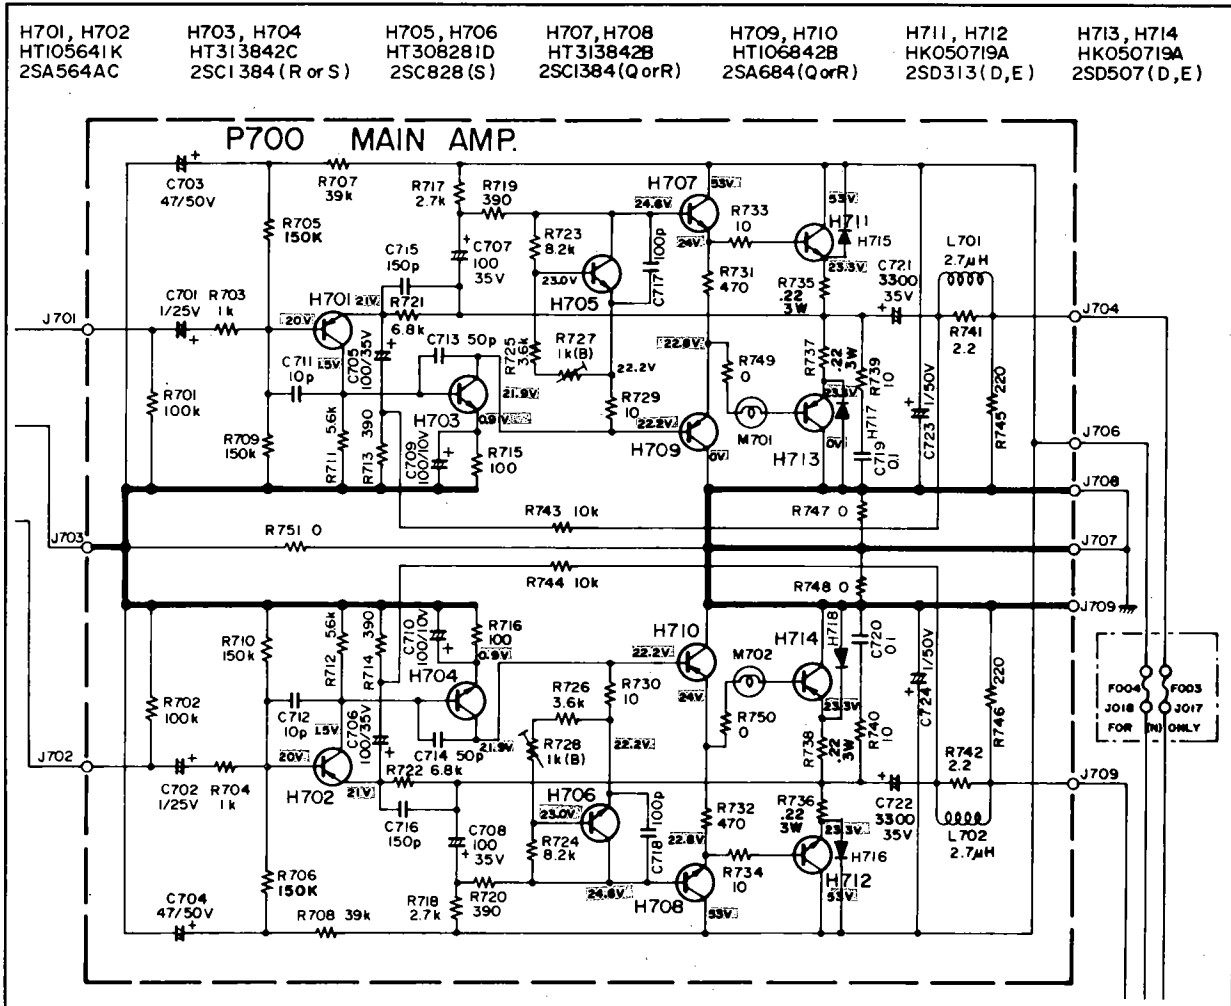 H701, H702
HT105641K
2SA564AC
H703, H704
HT313842C
2SC1384 (R or S)
H705, H706
HT308281D
2SC828 (S)
H707, H708
HT313842B
2SC1384 (Q or R)
H709, H710
HT106842B
2SA684 (Q or R)
H711, H712
HK050719A
2SD313 (D, E)
H713, H714
HK050719A
2SD507 (D, E)
P700 MAIN AMP.
C703
47/50V
R707
39k
R717
2.7k
R719
390
H707
53V
24.6V
R733
10
53V
H711
H715
R705
150K
C715
150p
C707
100
35V
R723
8.2k
23.0V
H705
100p
C717
24V
R731
470
R735
.22
3W
23.3V
C721
3300
35V
L701
2.7μH
J701
C701
1/25V
R703
1k
H701
21V
R721
6.8k
20V
1.5V
C705
100/35V
C713 50p
R725
3.6k
R727
1k(B)
22.2V
22.8V
R749
0
R737
.22
3W
R739
10
R741
2.2
J704
C711
10p
21.9V
R729
10
22.2V
M701
23.3V
H717
C723
1/50V
220
R745
R701
100k
R709
150k
5.6k
R711
390
R713
H703
0.91V
C709
100/10V
R715
100
H709
0V
H713
0V
C719
0.1
J706
J708
R743 10k
R747 0
J703
R751 0
J707
R744 10k
R748 0
J709
R710
150k
5.6k
R712
390
R714
C710
100/10V
R716
100
0.9V
H704
H710
22.2V
M702
H714
H718
C720
0.1
1/50V
C724
220
R746
F004
F003
J018
J017
FOR (N) ONLY
R702
100k
C712
10p
1.5V
C706
100/35V
C714 50p
21.9V
R726
3.6k
R730
10
24V
R750
0
23.3V
R738
.22
3W
R740
10
J702
C702
1/25V
R704
1k
20V
H702
21V
R722
6.8k
R728
1k(B)
22.2V
R742
2.2
J709
C716
150p
C708
100
35V
H706
23.0V
R724
8.2k
100p
C718
R732
470
22.8V
R736
.22
3W
23.3V
H716
C722
3300
35V
L702
2.7μH
R706
150K
R734
10
H712
53V
C704
47/50V
R708 39k
R718
2.7k
R720
390
24.6V
H708
53V